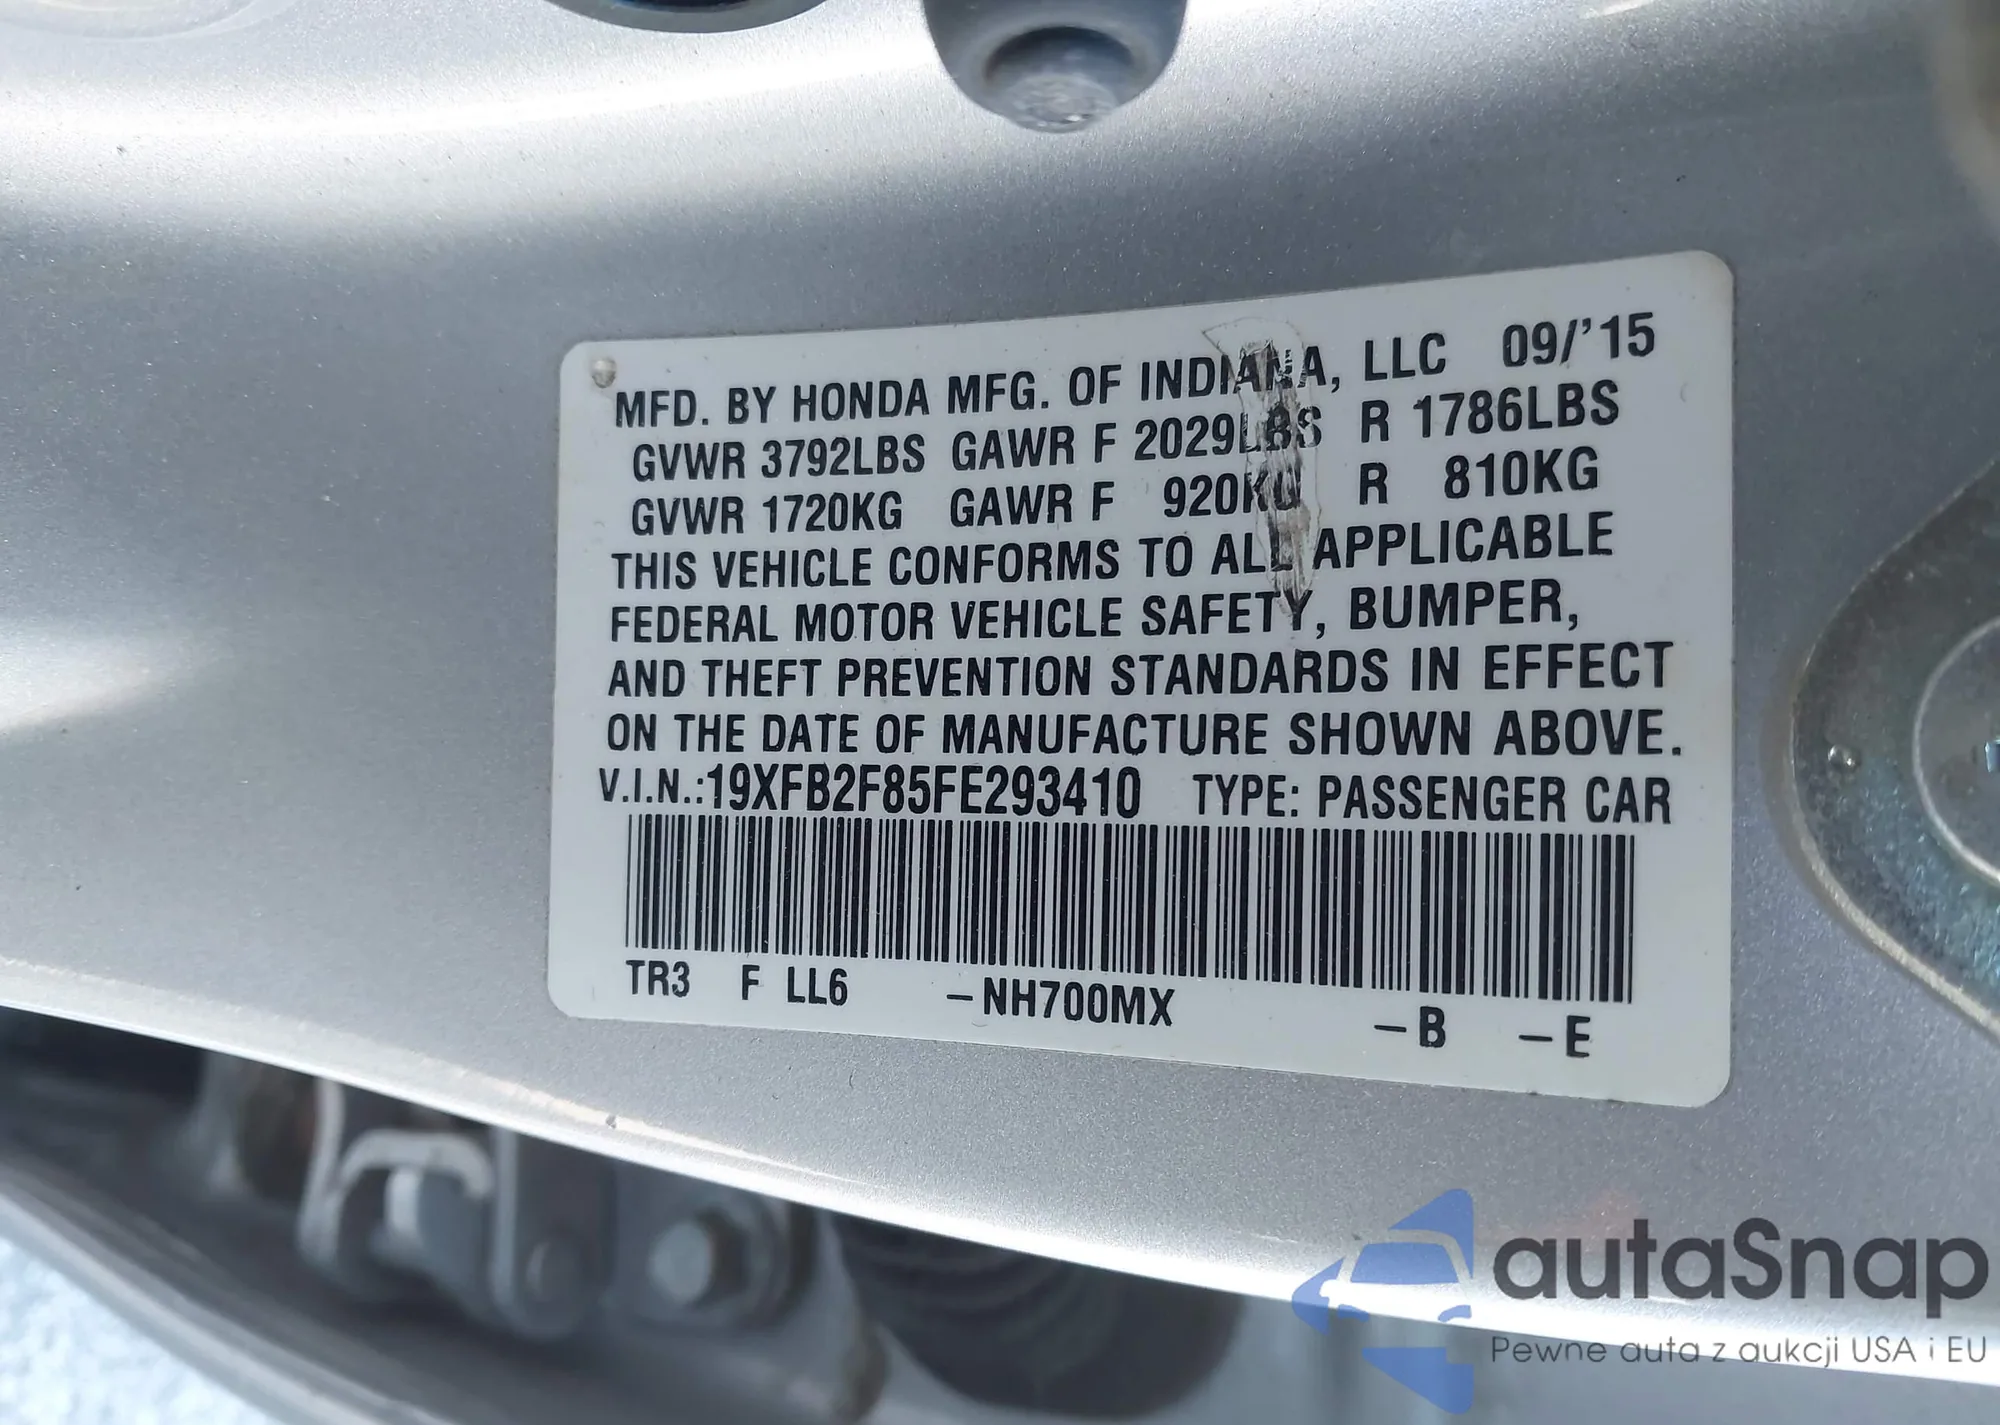 MFD. BY HONDA MFG. OF INDIANA, LLC 09/'15
GVWR 3792LBS GAWR F 2029LBS R 1786LBS
GVWR 1720KG GAWR F 920KG R 810KG
THIS VEHICLE CONFORMS TO ALL APPLICABLE
FEDERAL MOTOR VEHICLE SAFETY, BUMPER,
AND THEFT PREVENTION STANDARDS IN EFFECT
ON THE DATE OF MANUFACTURE SHOWN ABOVE.
V.I.N.:19XFB2F85FE293410 TYPE: PASSENGER CAR
TR3 F LL6 -NH700MX -B -E
autaSnap
Pewne auta z aukcji USA i EU